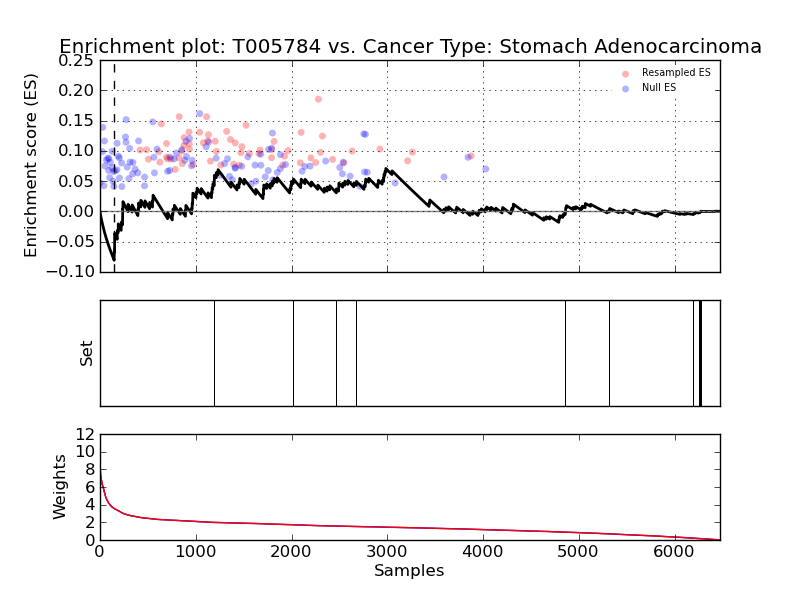 Enrichment plot: T005784 vs. Cancer Type: Stomach Adenocarcinoma
Enrichment score (ES)
0.25
0.20
0.15
0.10
0.05
0.00
−0.05
−0.10
Resampled ES
Null ES
Set
Weights
12
10
8
6
4
2
0
0 1000 2000 3000 4000 5000 6000
Samples